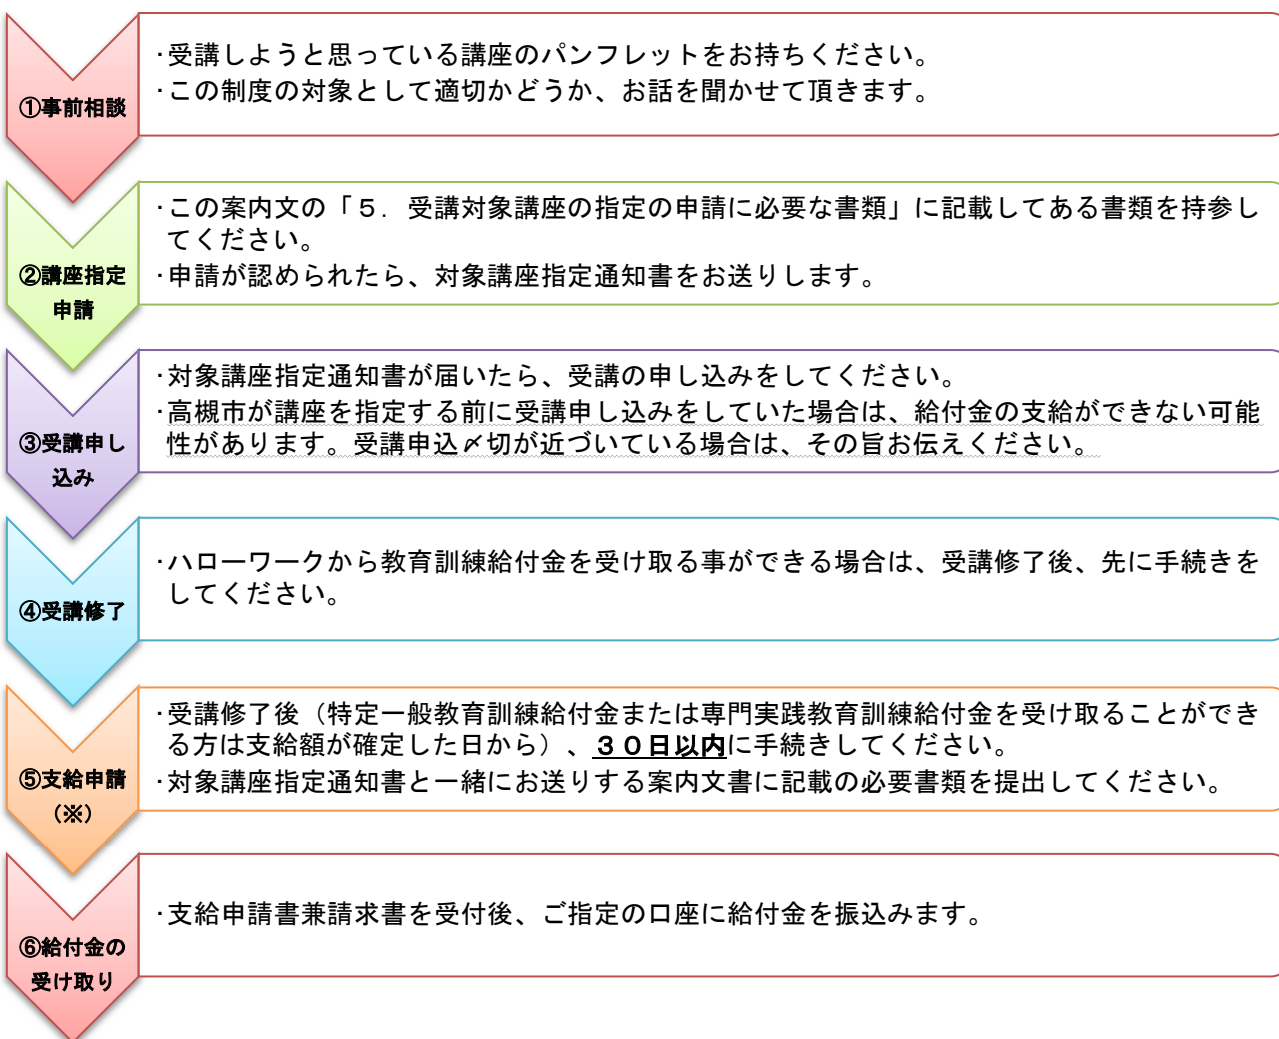 ①事前相談
・受講しようと思っている講座のパンフレットをお持ちください。
・この制度の対象として適切かどうか、お話を聞かせて頂きます。
②講座指定
申請
・この案内文の「５．受講対象講座の指定の申請に必要な書類」に記載してある書類を持参し
てください。
・申請が認められたら、対象講座指定通知書をお送りします。
③受講申し
込み
・対象講座指定通知書が届いたら、受講の申し込みをしてください。
・高槻市が講座を指定する前に受講申し込みをしていた場合は、給付金の支給ができない可能
性があります。受講申込〆切が近づいている場合は、その旨お伝えください。
④受講修了
・ハローワークから教育訓練給付金を受け取る事ができる場合は、受講修了後、先に手続きを
してください。
⑤支給申請
（※）
・受講修了後（特定一般教育訓練給付金または専門実践教育訓練給付金を受け取ることができ
る方は支給額が確定した日から）、３０日以内に手続きしてください。
・対象講座指定通知書と一緒にお送りする案内文書に記載の必要書類を提出してください。
⑥給付金の
受け取り
・支給申請書兼請求書を受付後、ご指定の口座に給付金を振込みます。